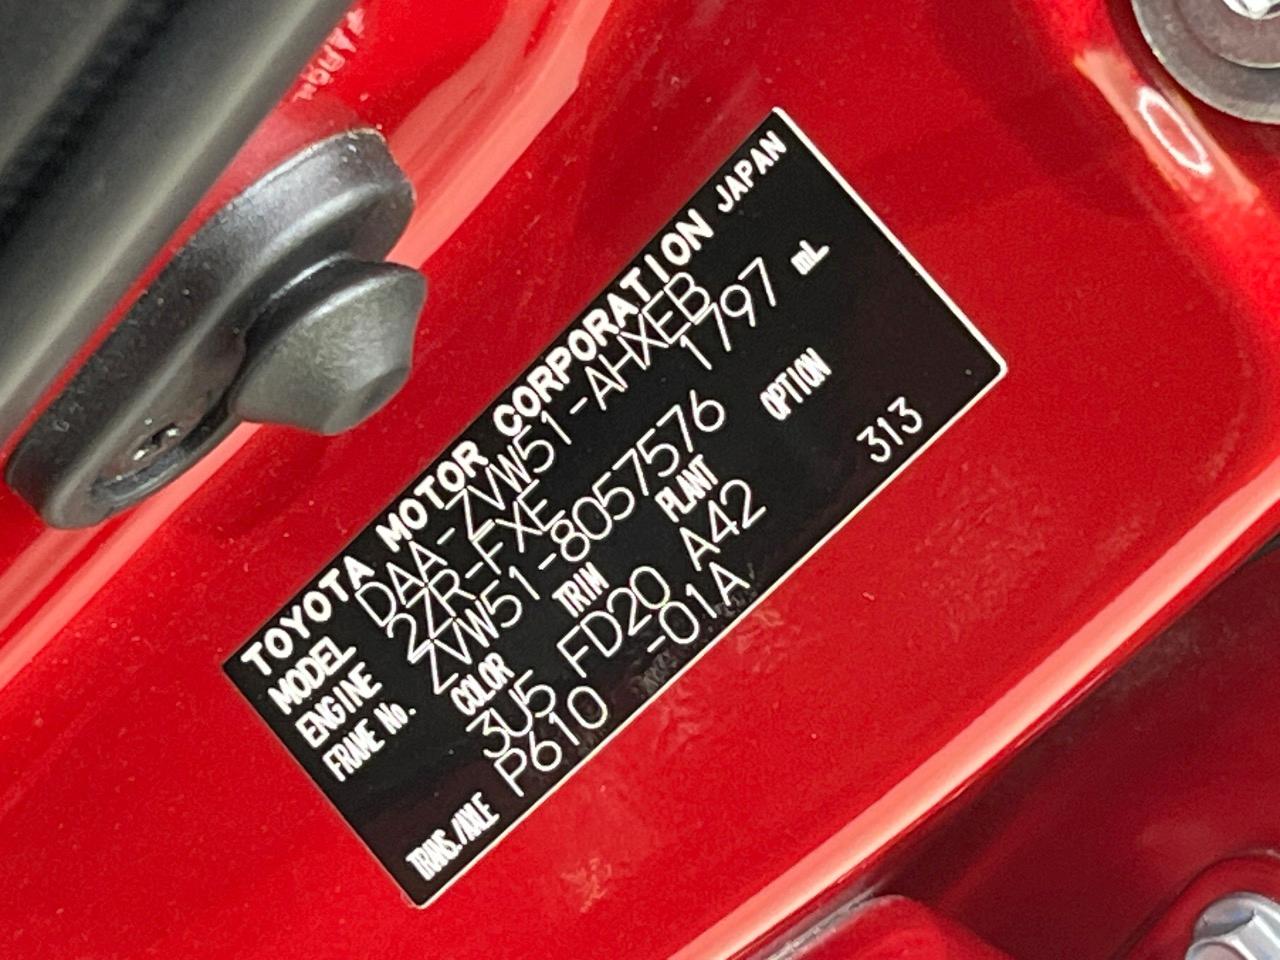 TOYOTA MOTOR CORPORATION JAPAN
MODEL DAA-ZVW51-AHXEB
ENGINE 2ZR-FXE 1797 mL
FRAME No. ZVW51-8057576
COLOR TRIM PLANT OPTION
3U5 FD20 A42 313
TRANS./AXLE P610 -01A